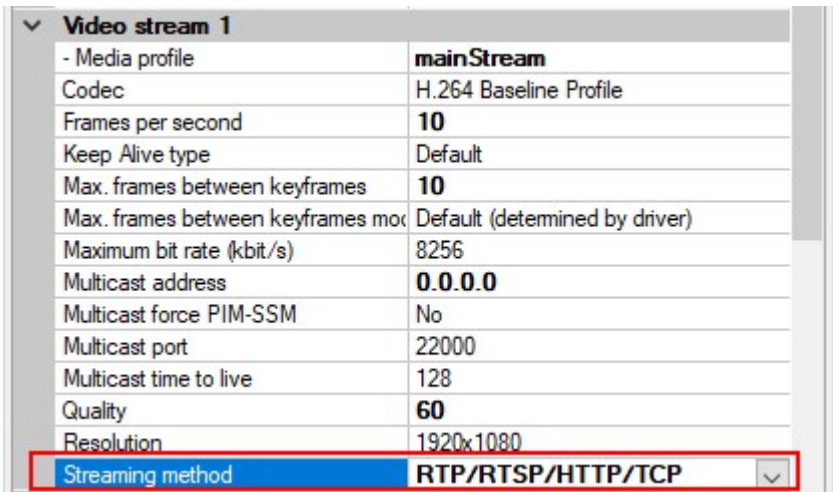 Video stream 1
- Media profile mainStream
Codec H.264 Baseline Profile
Frames per second 10
Keep Alive type Default
Max. frames between keyframes 10
Max. frames between keyframes mo Default (determined by driver)
Maximum bit rate (kbit/s) 8256
Multicast address 0.0.0.0
Multicast force PIM-SSM No
Multicast port 22000
Multicast time to live 128
Quality 60
Resolution 1920x1080
Streaming method RTP/RTSP/HTTP/TCP